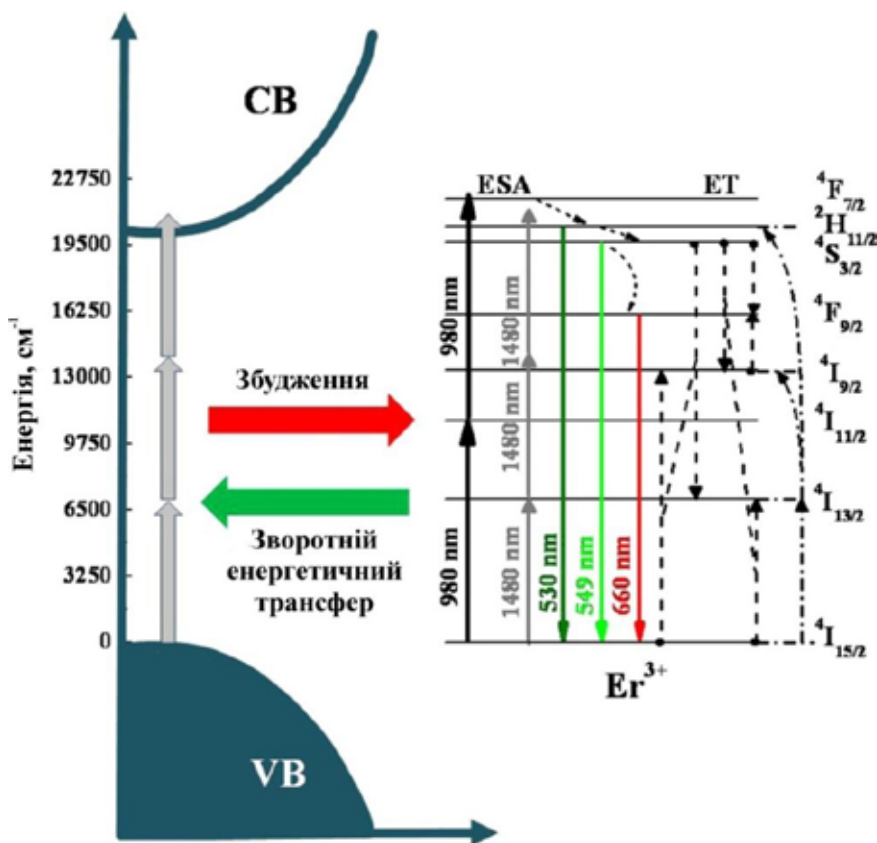 CB
22750
19500
16250
13000
9750
6500
3250
0
Енергія, см⁻¹
VB
Збудження
Зворотній
енергетичний
трансфер
ESA
ET
980 nm
980 nm
1480 nm
1480 nm
1480 nm
530 nm
549 nm
660 nm
⁴F₇/₂
²H₁₁/₂
⁴S₃/₂
⁴F₉/₂
⁴I₉/₂
⁴I₁₁/₂
⁴I₁₃/₂
⁴I₁₅/₂
Er³⁺